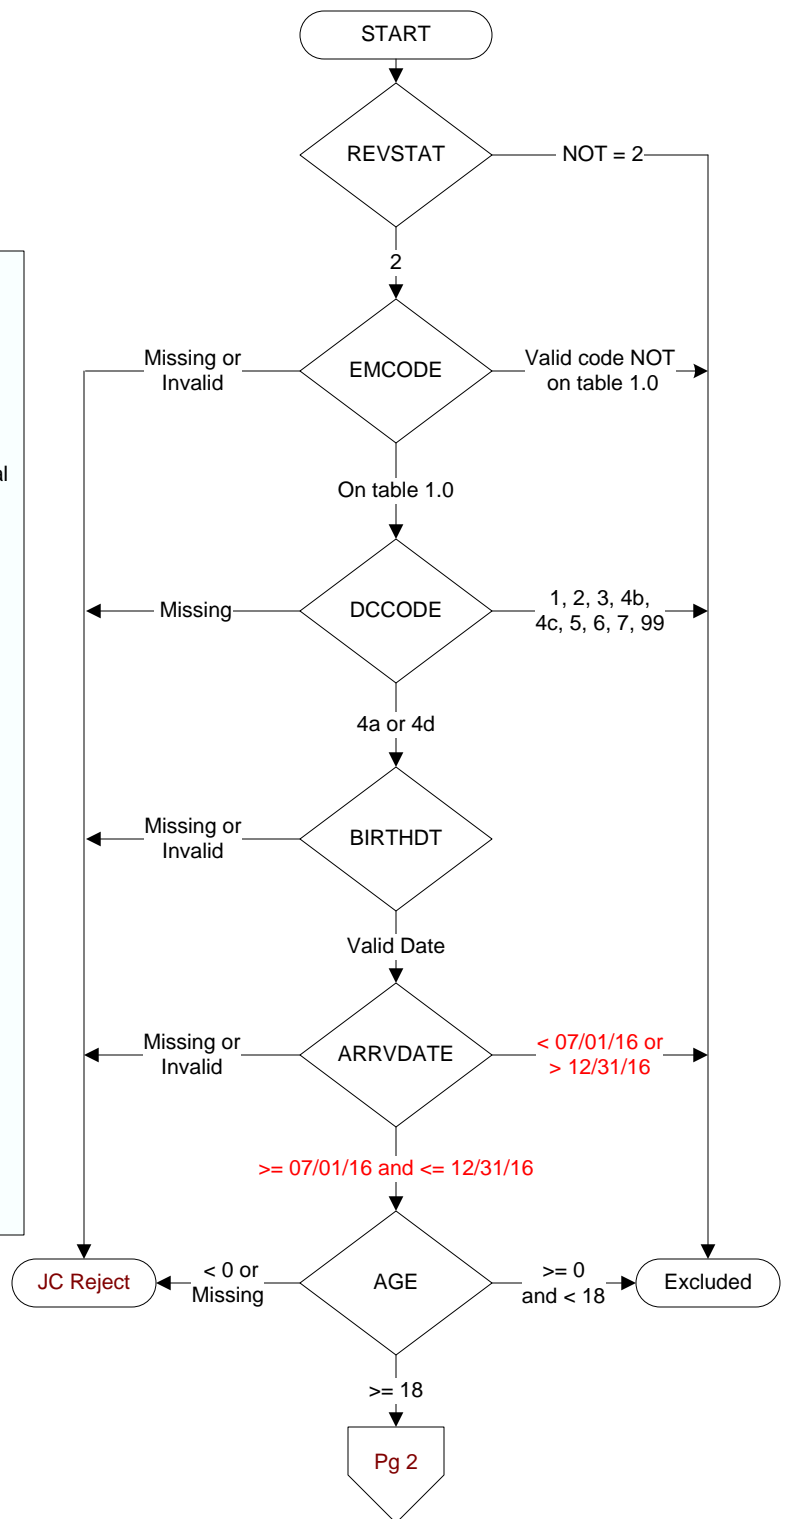 START
REVSTAT
NOT = 2
2
Missing or
Invalid
EMCODE
Valid code NOT
on table 1.0
al
On table 1.0
Missing
DCCODE
1, 2, 3, 4b,
4c, 5, 6, 7, 99
4a or 4d
Missing or
Invalid
BIRTHDT
Valid Date
Missing or
Invalid
ARRVDATE
< 07/01/16 or
> 12/31/16
>= 07/01/16 and <= 12/31/16
JC Reject
< 0 or
Missing
AGE
>= 0
and < 18
Excluded
>= 18
Pg 2